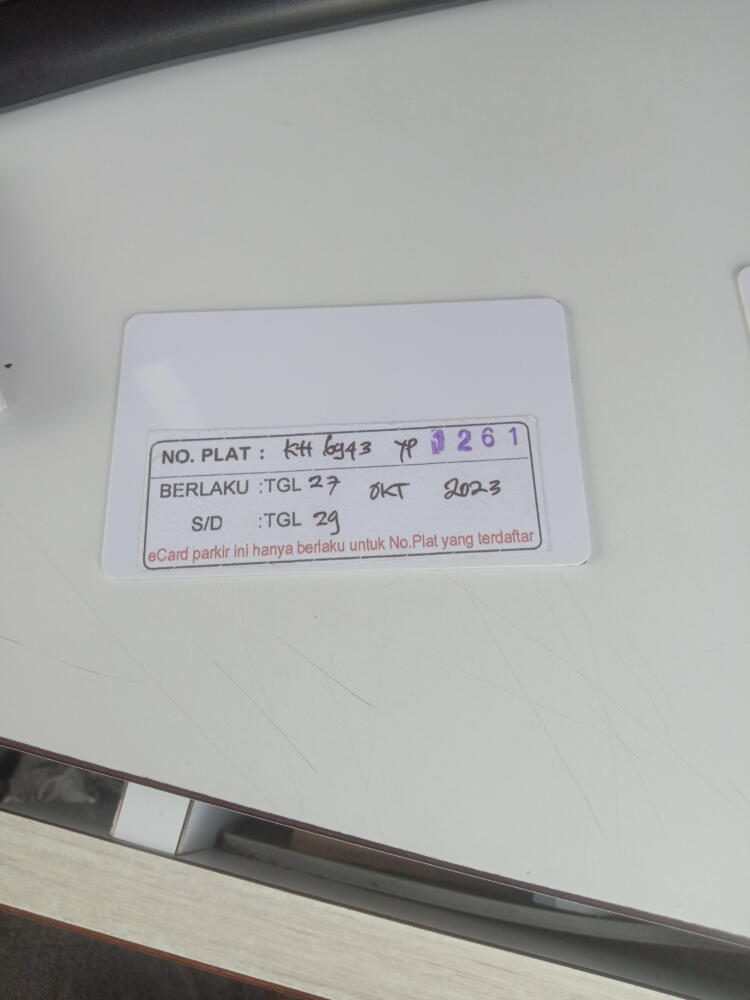 NO. PLAT : KH 6943 YP 1261
BERLAKU :TGL 27 OKT 2023
S/D :TGL 29
eCard parkir ini hanya berlaku untuk No.Plat yang terdaftar